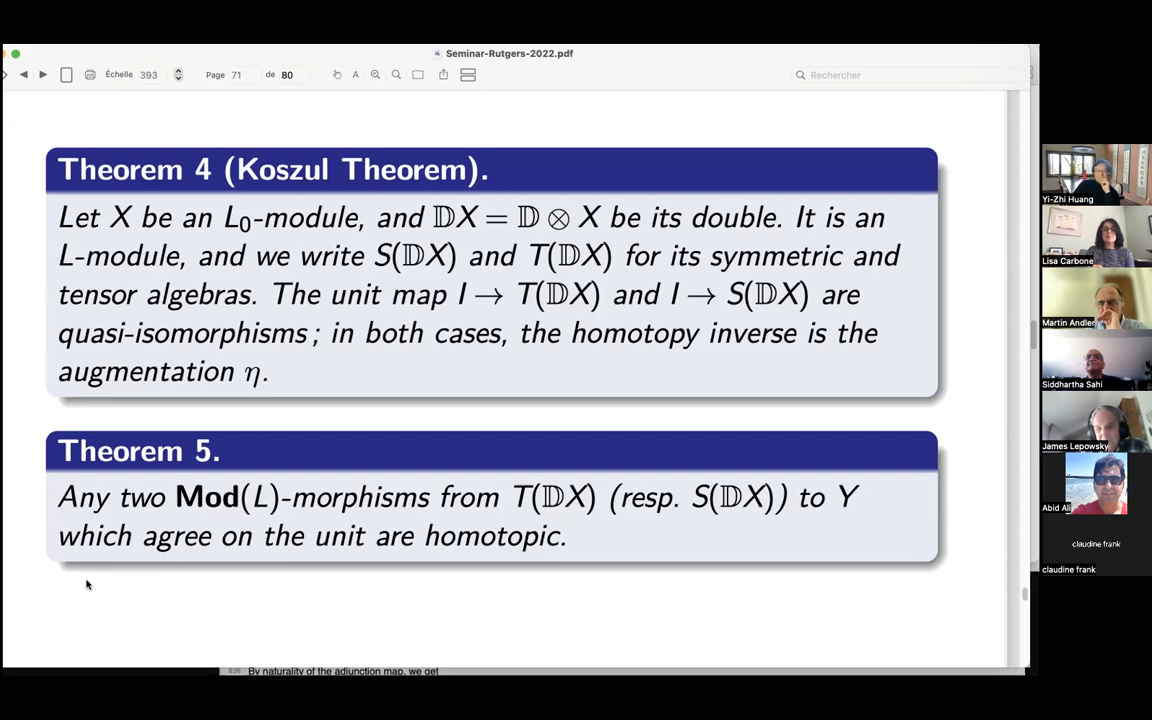 Seminar-Rutgers-2022.pdf
Échelle 393 Page 71 de 80 A Rechercher
Theorem 4 (Koszul Theorem).
Let X be an L₀-module, and 𝔻X = 𝔻 ⊗ X be its double. It is an
L-module, and we write S(𝔻X) and T(𝔻X) for its symmetric and
tensor algebras. The unit map I → T(𝔻X) and I → S(𝔻X) are
quasi-isomorphisms ; in both cases, the homotopy inverse is the
augmentation η.
Theorem 5.
Any two Mod(L)-morphisms from T(𝔻X) (resp. S(𝔻X)) to Y
which agree on the unit are homotopic.
By naturality of the adjunction map, we get
Yi-Zhi Huang
Lisa Carbone
Martin Andler
Siddhartha Sahi
James Lepowsky
Abid Ali
claudine frank
claudine frank